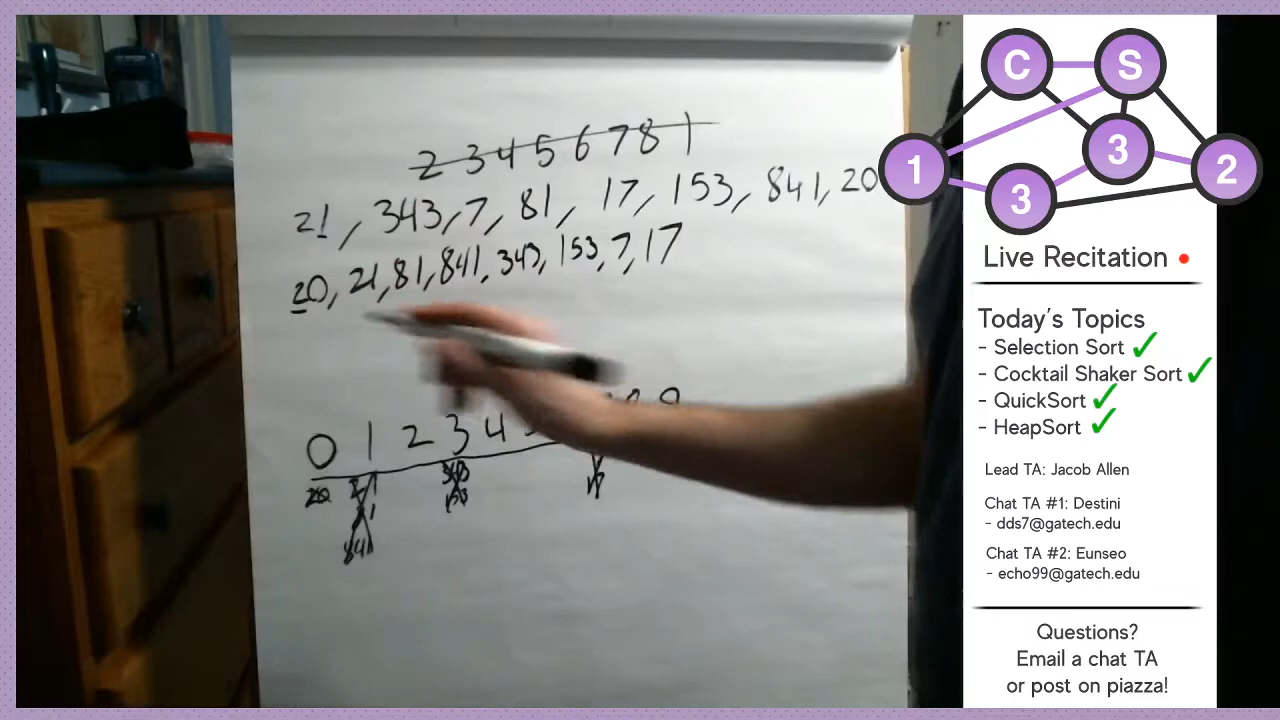 2 3 4 5 6 7 8 1
21, 343, 7, 81, 17, 153, 841, 20
20, 21, 81, 841, 343, 153, 7, 17
0 1 2 3 4
20
841
C S
1 3 3 2
Live Recitation
Today's Topics
- Selection Sort ✓
- Cocktail Shaker Sort ✓
- QuickSort ✓
- HeapSort ✓
Lead TA: Jacob Allen
Chat TA #1: Destini
- dds7@gatech.edu
Chat TA #2: Eunseo
- echo99@gatech.edu
Questions?
Email a chat TA
or post on piazza!